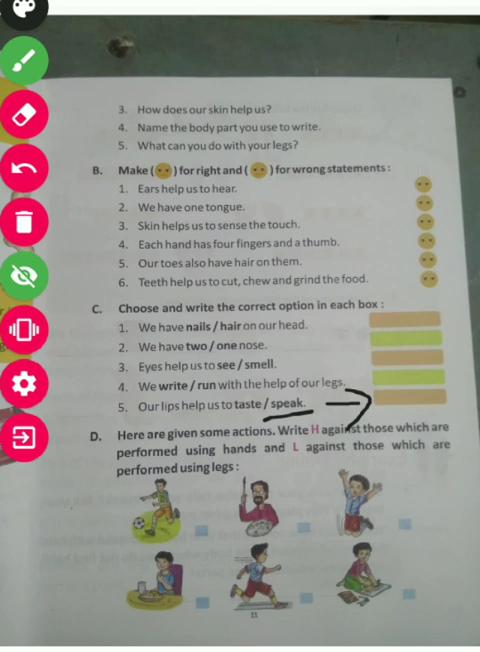 3. How does our skin help us?
4. Name the body part you use to write.
5. What can you do with your legs?
B. Make ( ) for right and ( ) for wrong statements :
1. Ears help us to hear.
2. We have one tongue.
3. Skin helps us to sense the touch.
4. Each hand has four fingers and a thumb.
5. Our toes also have hair on them.
6. Teeth help us to cut, chew and grind the food.
C. Choose and write the correct option in each box :
1. We have nails / hair on our head.
2. We have two / one nose.
3. Eyes help us to see / smell.
4. We write / run with the help of our legs.
5. Our lips help us to taste / speak.
D. Here are given some actions. Write H against those which are
performed using hands and L against those which are
performed using legs :
11